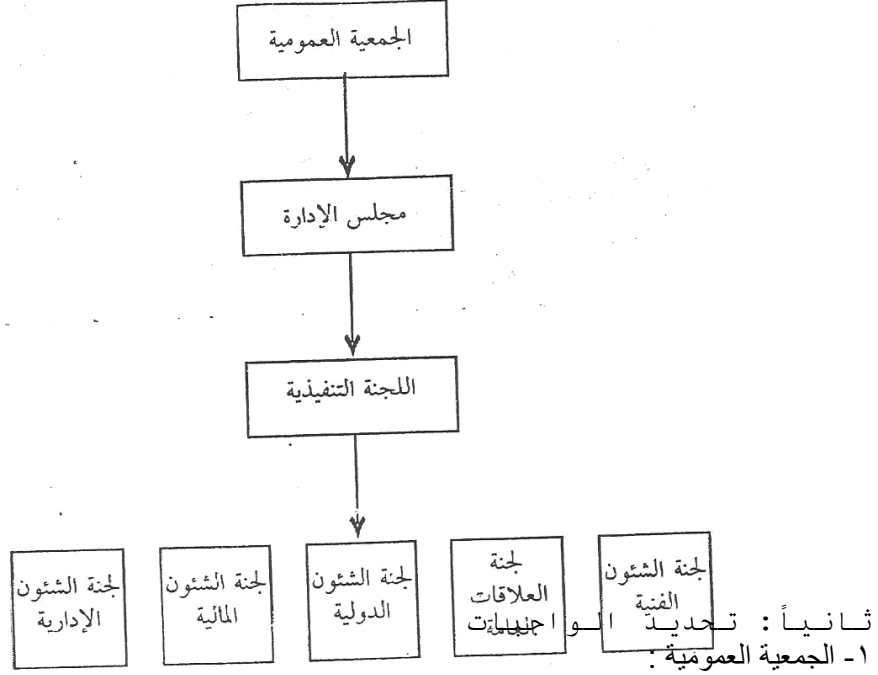 الجمعية العمومية
مجلس الإدارة
اللجنة التنفيذية
لجنة الشئون
الفنية
لجنة
العلاقات
لجنة الشئون
الدولية
لجنة الشئون
المالية
لجنة الشئون
الإدارية
ثانياً: تحديد الواجبات
١- الجمعية العمومية :